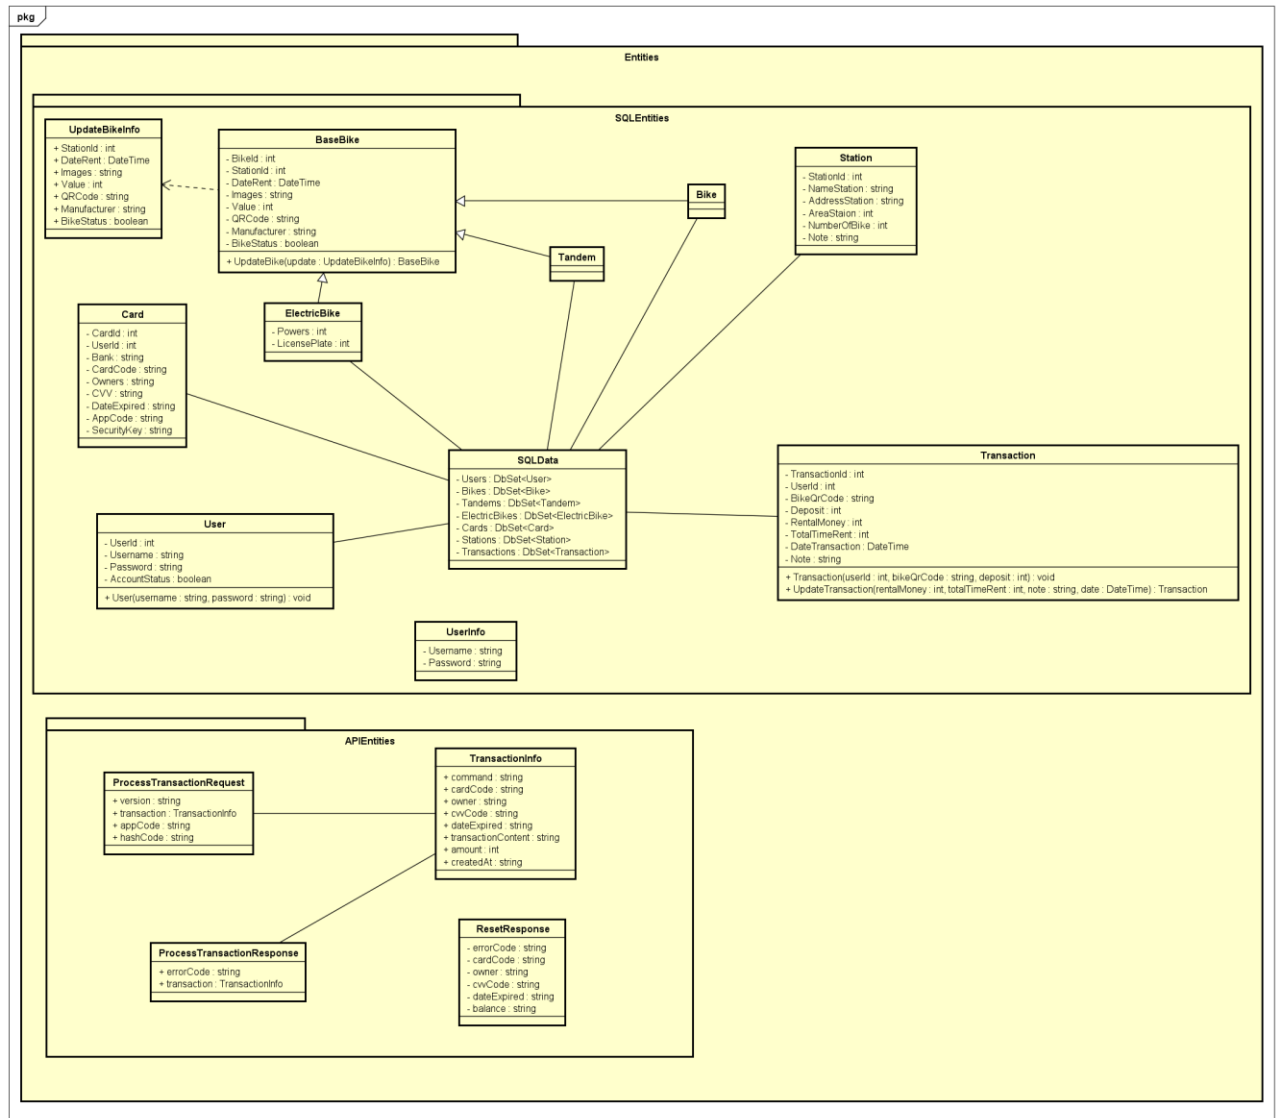 pkg
Entities
SQLEntities
UpdateBikeInfo
+ StationId : int
+ DateRent : DateTime
+ Images : string
+ Value : int
+ QRCode : string
+ Manufacturer : string
+ BikeStatus : boolean
BaseBike
- BikeId : int
- StationId : int
- DateRent : DateTime
- Images : string
- Value : int
- QRCode : string
- Manufacturer : string
- BikeStatus : boolean
+ UpdateBike(update : UpdateBikeInfo) : BaseBike
Bike
Tandem
Station
- StationId : int
- NameStation : string
- AddressStation : string
- AreaStaion : int
- NumberOfBike : int
- Note : string
Card
- CardId : int
- UserId : int
- Bank : string
- CardCode : string
- Owners : string
- CVV : string
- DateExpired : string
- AppCode : string
- SecurityKey : string
ElectricBike
- Powers : int
- LicensePlate : int
SQLData
- Users : DbSet<User>
- Bikes : DbSet<Bike>
- Tandems : DbSet<Tandem>
- ElectricBikes : DbSet<ElectricBike>
- Cards : DbSet<Card>
- Stations : DbSet<Station>
- Transactions : DbSet<Transaction>
Transaction
- TransactionId : int
- UserId : int
- BikeQrCode : string
- Deposit : int
- RentalMoney : int
- TotalTimeRent : int
- DateTransaction : DateTime
- Note : string
+ Transaction(userId : int, bikeQrCode : string, deposit : int) : void
+ UpdateTransaction(rentalMoney : int, totalTimeRent : int, note : string, date : DateTime) : Transaction
User
- UserId : int
- Username : string
- Password : string
- AccountStatus : boolean
+ User(username : string, password : string) : void
UserInfo
- Username : string
- Password : string
APIEntities
ProcessTransactionRequest
+ version : string
+ transaction : TransactionInfo
+ appCode : string
+ hashCode : string
TransactionInfo
+ command : string
+ cardCode : string
+ owner : string
+ cvvCode : string
+ dateExpired : string
+ transactionContent : string
+ amount : int
+ createdAt : string
ProcessTransactionResponse
+ errorCode : string
+ transaction : TransactionInfo
ResetResponse
- errorCode : string
- cardCode : string
- owner : string
- cvvCode : string
- dateExpired : string
- balance : string